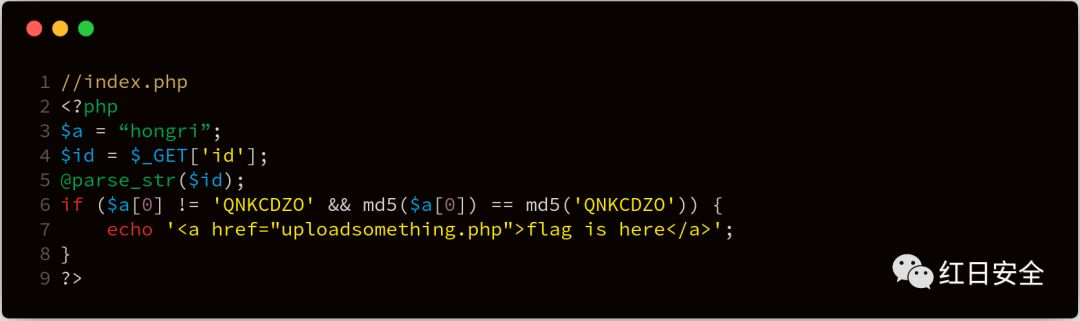 1 //index.php
2 <?php
3 $a = “hongri”;
4 $id = $_GET['id'];
5 @parse_str($id);
6 if ($a[0] != 'QNKCDZO' && md5($a[0]) == md5('QNKCDZO')) {
7     echo '<a href="uploadsomething.php">flag is here</a>';
8 }
9 ?>
红日安全